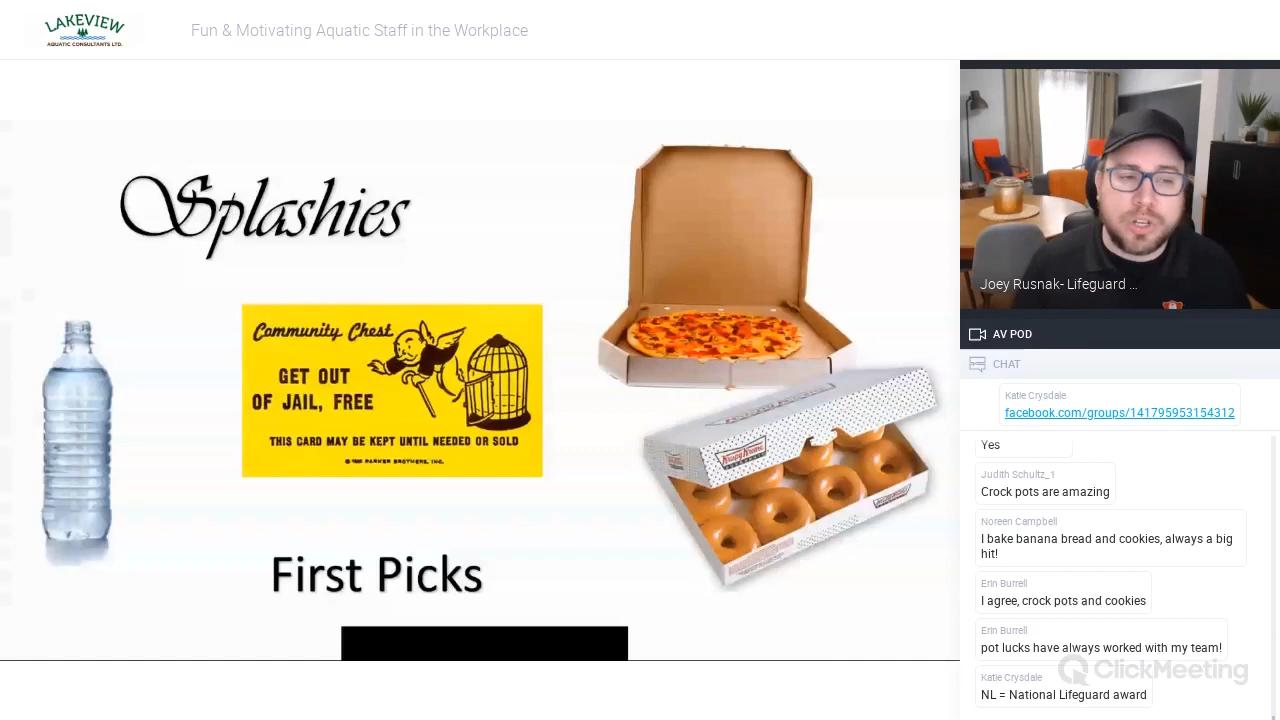 LAKEVIEW
AQUATIC CONSULTANTS LTD.
Fun & Motivating Aquatic Staff in the Workplace
Splashies
Community Chest
GET OUT
OF JAIL, FREE
THIS CARD MAY BE KEPT UNTIL NEEDED OR SOLD
Krispy Kreme
First Picks
Joey Rusnak- Lifeguard ...
AV POD
CHAT
Katie Crysdale
facebook.com/groups/141795953154312
Yes
Judith Schultz_1
Crock pots are amazing
Noreen Campbell
I bake banana bread and cookies, always a big
hit!
Erin Burrell
I agree, crock pots and cookies
Erin Burrell
pot lucks have always worked with my team!
Katie Crysdale
NL = National Lifeguard award
ClickMeeting